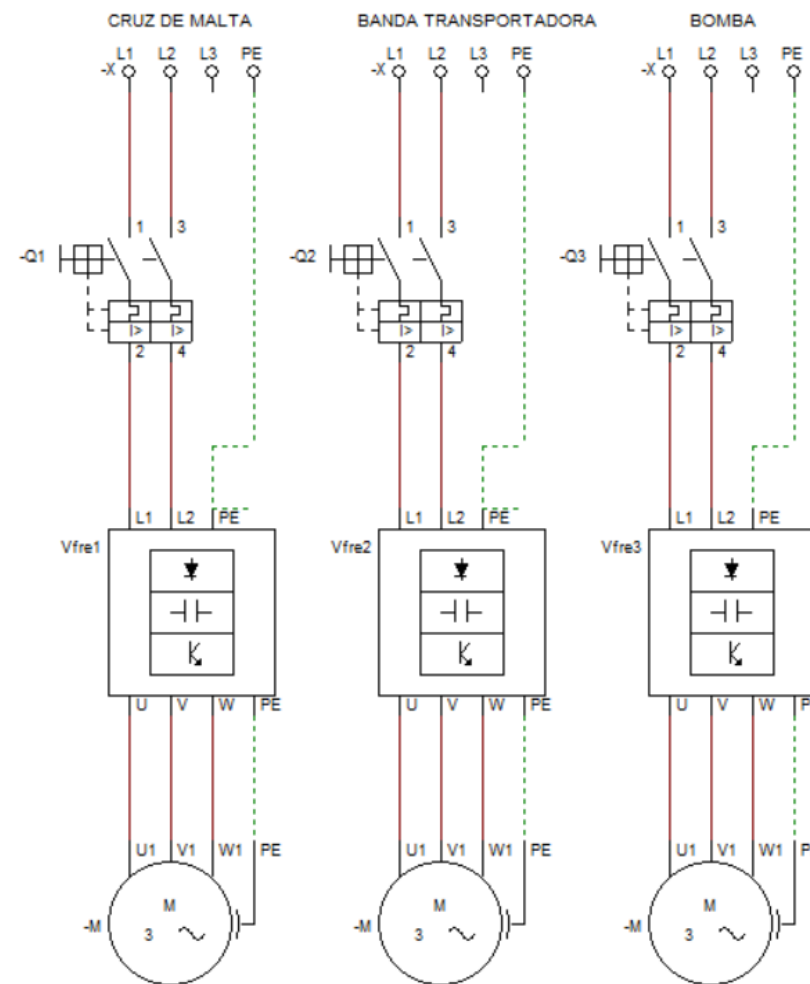 CRUZ DE MALTA BANDA TRANSPORTADORA BOMBA
L1 L2 L3 PE L1 L2 L3 PE L1 L2 L3 PE
-X -X -X
1 3 1 3 1 3
-Q1 -Q2 -Q3
I> I> I> I> I> I>
2 4 2 4 2 4
L1 L2 PE L1 L2 PE L1 L2 PE
Vfre1 Vfre2 Vfre3
U V W PE U V W PE U V W P
U1 V1 W1 PE U1 V1 W1 PE U1 V1 W1 P
M M M
-M 3 -M 3 -M 3